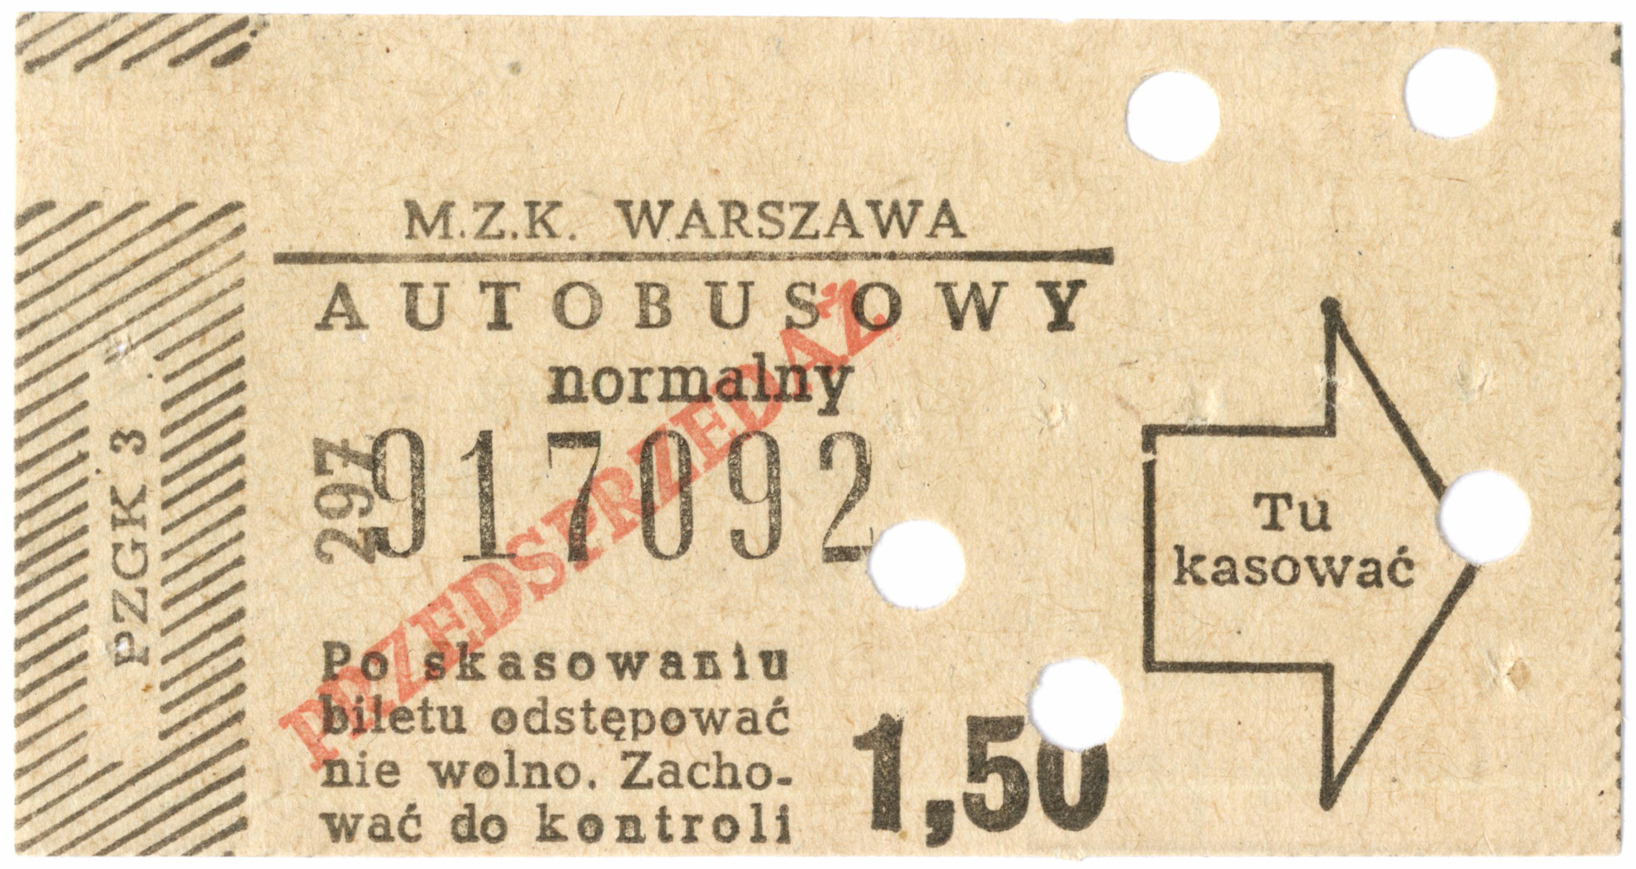 M.Z.K. WARSZAWA
AUTOBUSOWY
normalny
297
917092
PRZEDSPRZEDAŻ
Po skasowaniu
biletu odstępować
nie wolno. Zacho-
wać do kontroli
1,50
Tu
kasować
PZGK 3